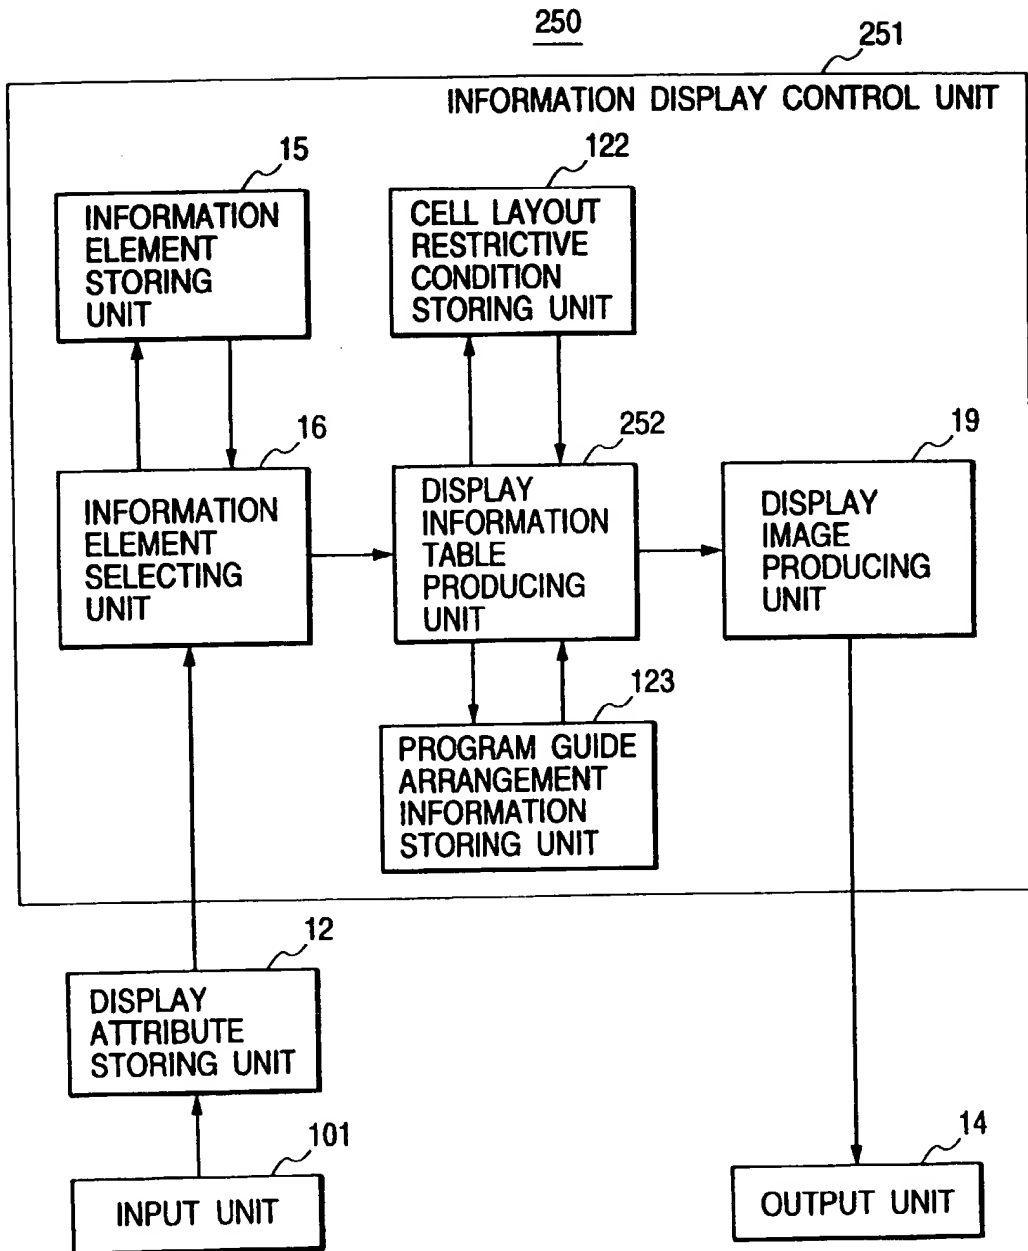 250
251
INFORMATION DISPLAY CONTROL UNIT
15
INFORMATION
ELEMENT
STORING
UNIT
122
CELL LAYOUT
RESTRICTIVE
CONDITION
STORING UNIT
16
INFORMATION
ELEMENT
SELECTING
UNIT
252
DISPLAY
INFORMATION
TABLE
PRODUCING
UNIT
19
DISPLAY
IMAGE
PRODUCING
UNIT
123
PROGRAM GUIDE
ARRANGEMENT
INFORMATION
STORING UNIT
12
DISPLAY
ATTRIBUTE
STORING UNIT
101
INPUT UNIT
14
OUTPUT UNIT